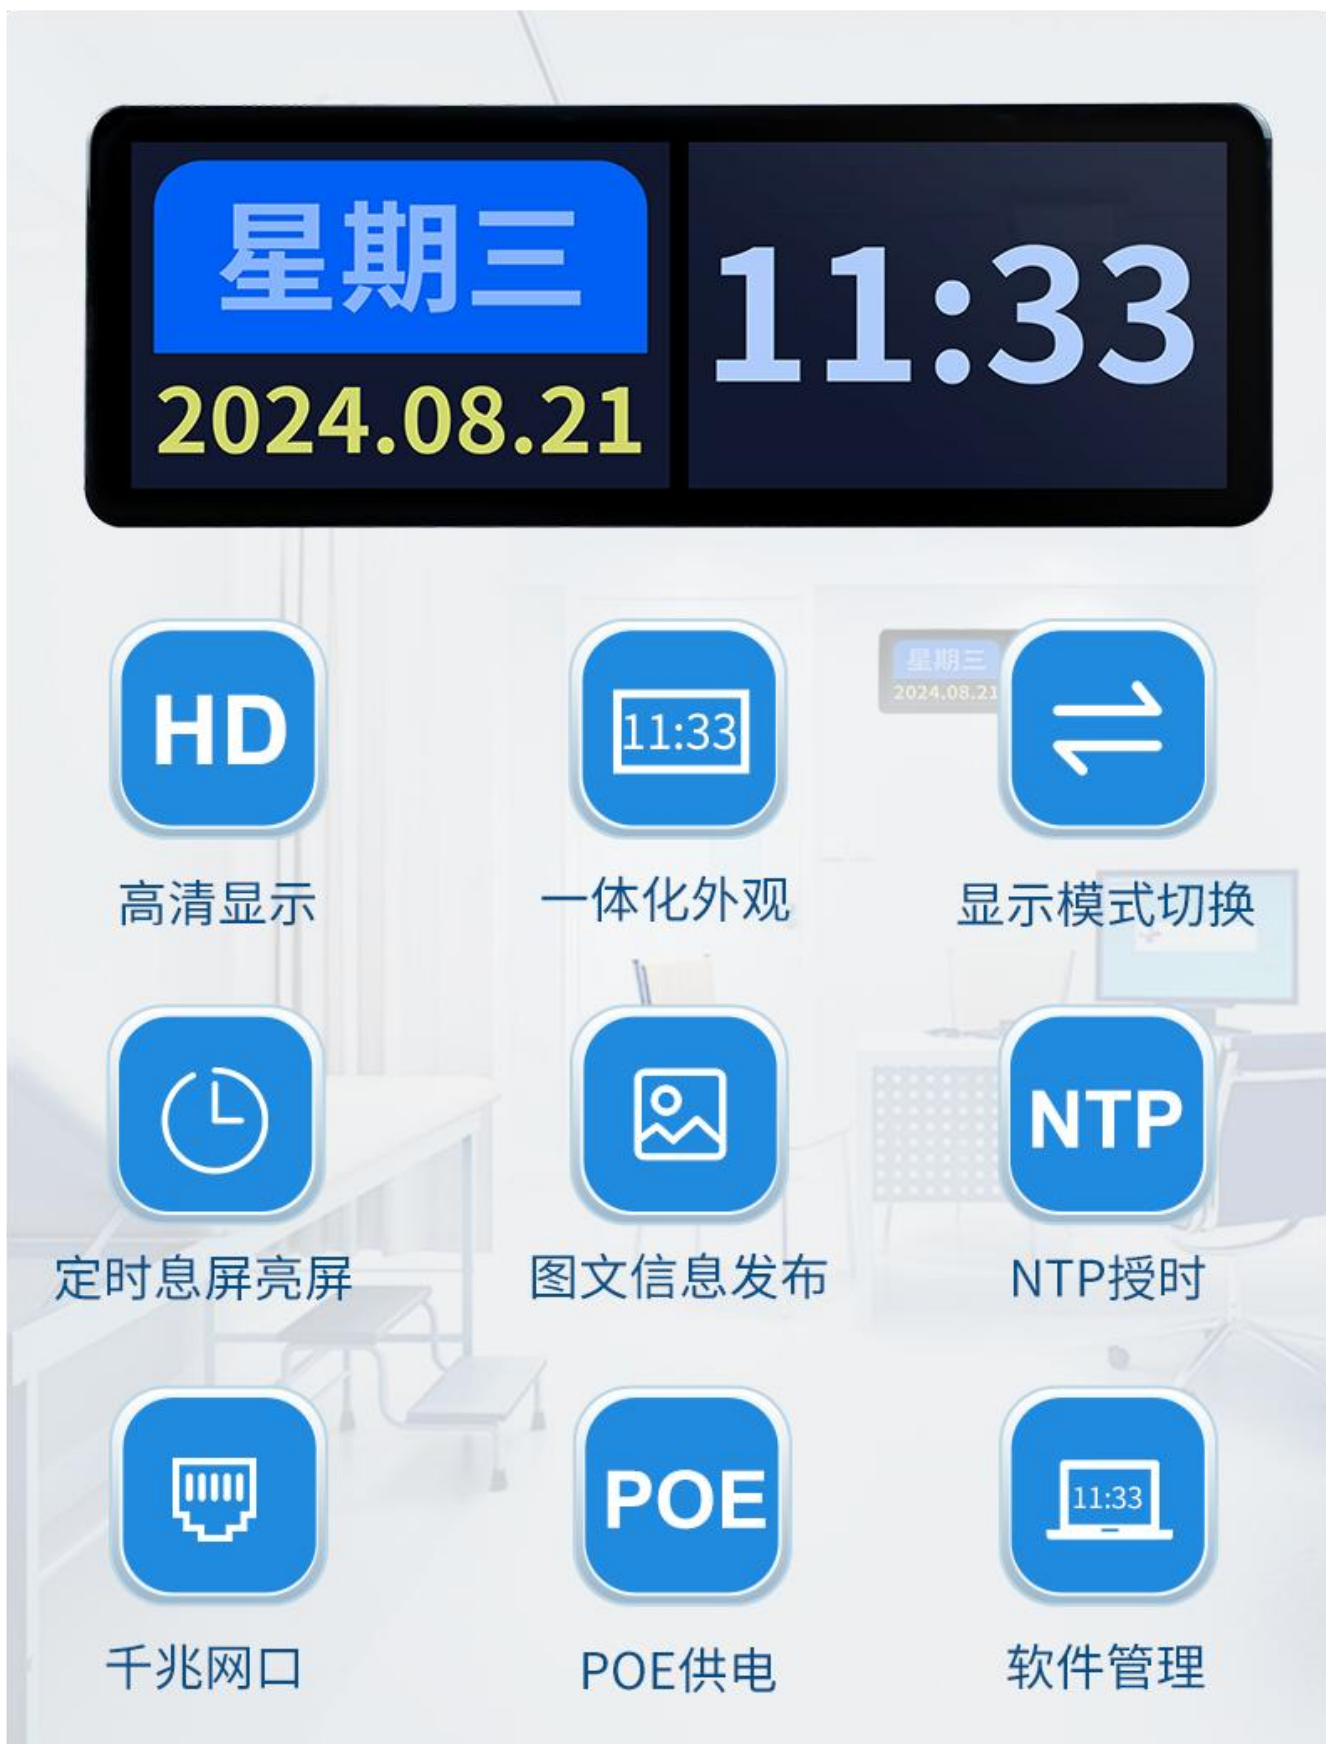 星期三
2024.08.21
11:33
星期三
2024.08.21
HD
11:33
高清显示
一体化外观
显示模式切换
NTP
定时息屏亮屏
图文信息发布
NTP授时
POE
11:33
千兆网口
POE供电
软件管理